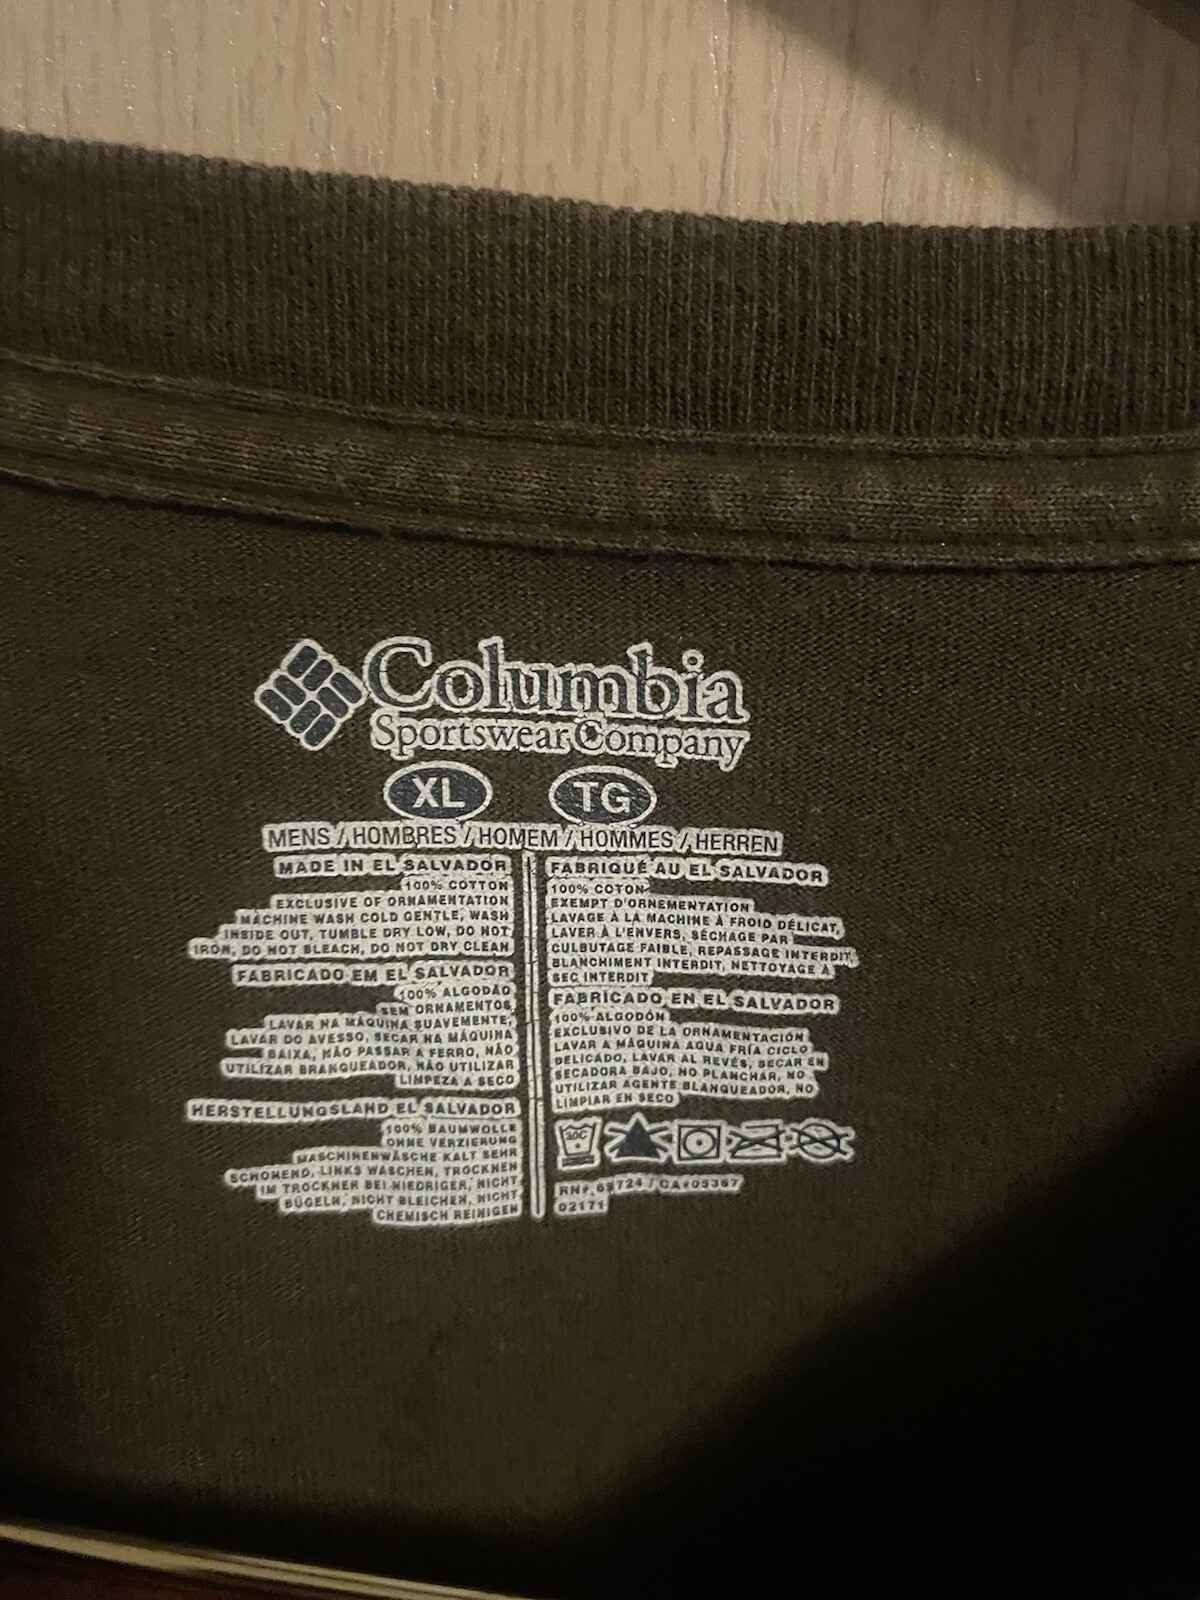 Columbia
Sportswear Company
XL TG
MENS / HOMBRES / HOMEM / HOMMES / HERREN
MADE IN EL SALVADOR
100% COTTON
EXCLUSIVE OF ORNAMENTATION
MACHINE WASH COLD GENTLE, WASH
INSIDE OUT, TUMBLE DRY LOW, DO NOT
IRON, DO NOT BLEACH, DO NOT DRY CLEAN
FABRICADO EM EL SALVADOR
100% ALGODÃO
SEM ORNAMENTOS
LAVAR NA MÁQUINA SUAVEMENTE,
LAVAR DO AVESSO, SECAR NA MÁQUINA
BAIXA, NÃO PASSAR A FERRO, NÃO
UTILIZAR BRANQUEADOR, NÃO UTILIZAR
LIMPEZA A SECO
HERSTELLUNGSLAND EL SALVADOR
100% BAUMWOLLE
OHNE VERZIERUNG
MASCHINENWÄSCHE KALT SEHR
SCHONEND, LINKS WASCHEN, TROCKNEN
IM TROCKNER BEI NIEDRIGER, NICHT
BÜGELN, NICHT BLEICHEN, NICHT
CHEMISCH REINIGEN
FABRIQUÉ AU EL SALVADOR
100% COTON
EXEMPT D'ORNEMENTATION
LAVAGE À LA MACHINE À FROID DÉLICAT,
LAVER À L'ENVERS, SÉCHAGE PAR
CULBUTAGE FAIBLE, REPASSAGE INTERDIT,
BLANCHIMENT INTERDIT, NETTOYAGE À
SEC INTERDIT
FABRICADO EN EL SALVADOR
100% ALGODÓN
EXCLUSIVO DE LA ORNAMENTACIÓN
LAVAR A MÁQUINA AGUA FRÍA CICLO
DELICADO, LAVAR AL REVÉS, SECAR EN
SECADORA BAJO, NO PLANCHAR, NO
UTILIZAR AGENTE BLANQUEADOR, NO
LIMPIAR EN SECO
30C
RN# 69724 / CA#05367
02171